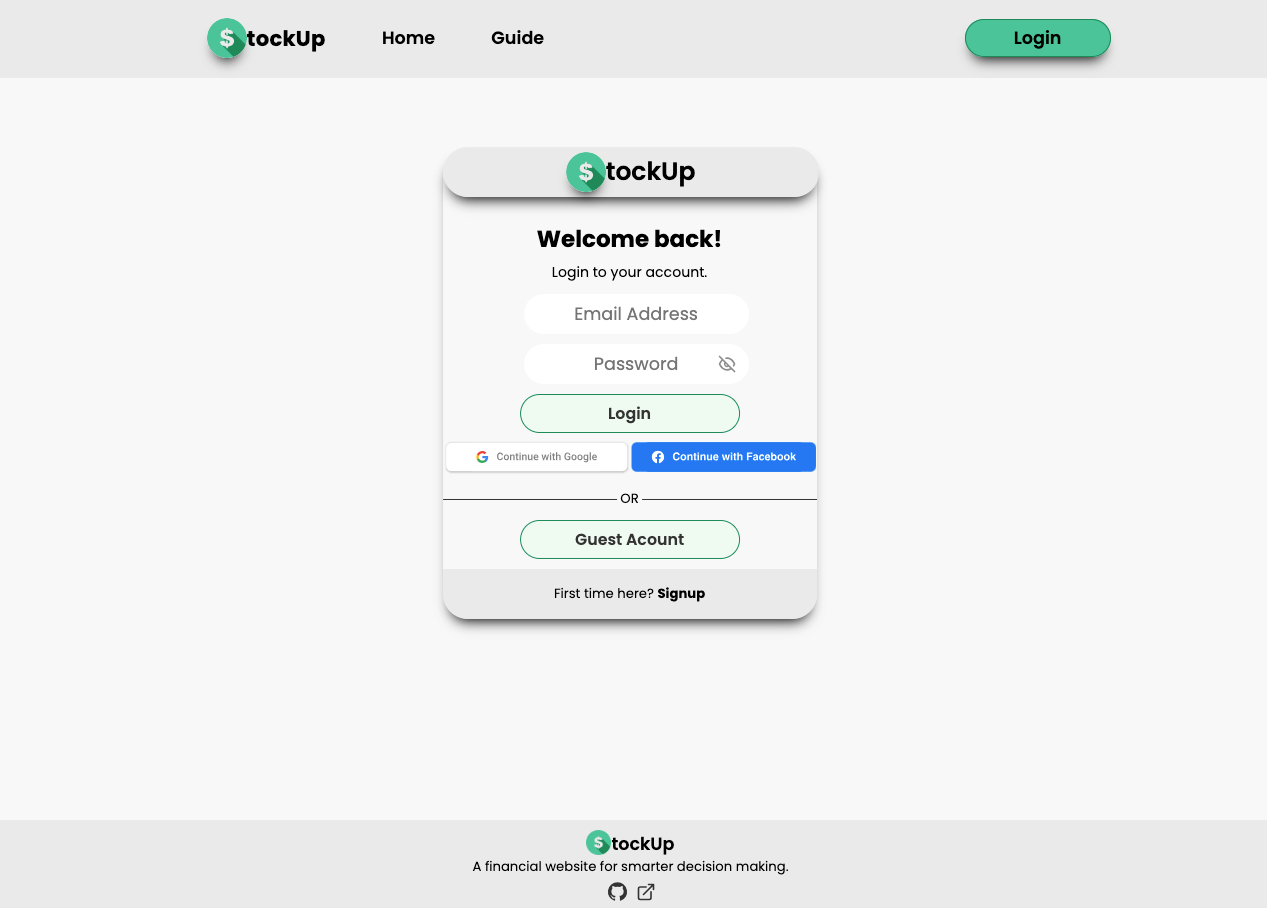 $tockUp Home Guide Login
$tockUp
Welcome back!
Login to your account.
Email Address
Password
Login
Continue with Google Continue with Facebook
OR
Guest Acount
First time here? Signup
$tockUp
A financial website for smarter decision making.